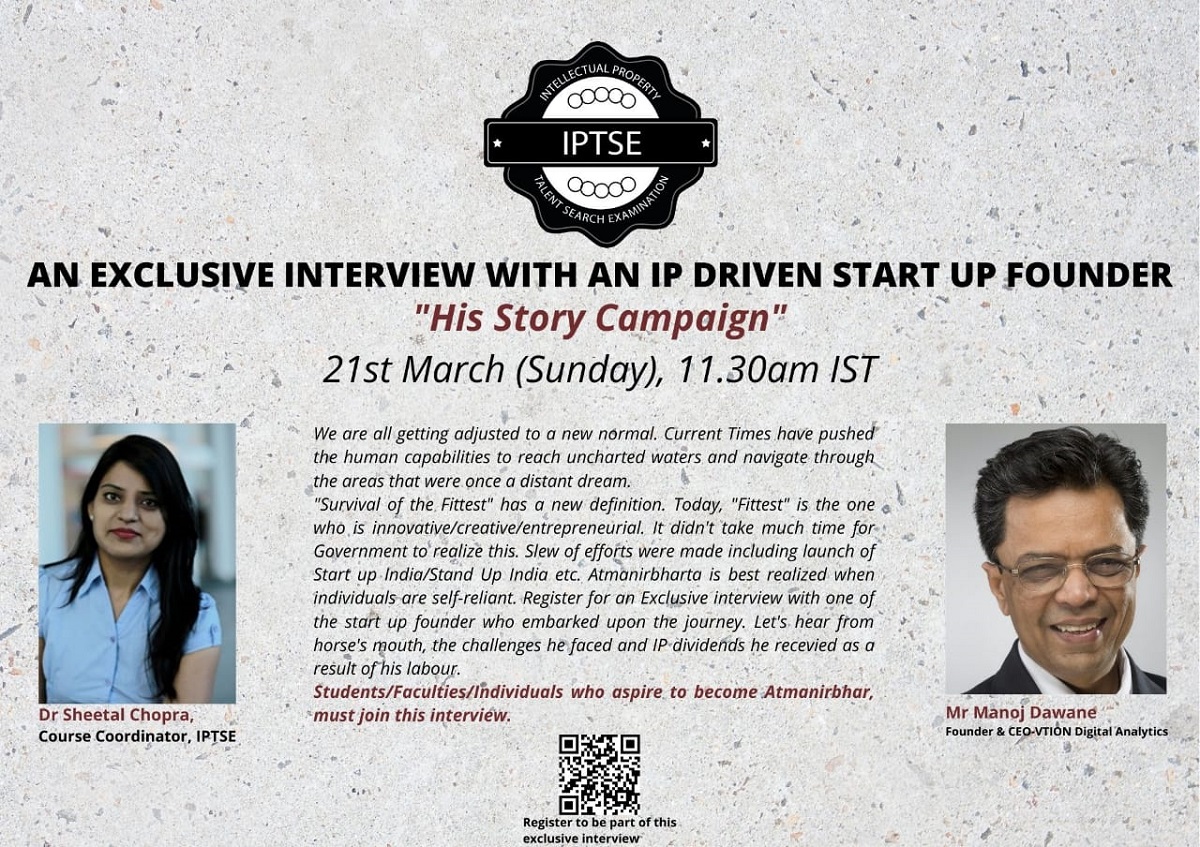 INTELLECTUAL PROPERTY
IPTSE
TALENT SEARCH EXAMINATION
AN EXCLUSIVE INTERVIEW WITH AN IP DRIVEN START UP FOUNDER
"His Story Campaign"
21st March (Sunday), 11.30am IST
We are all getting adjusted to a new normal. Current Times have pushed
the human capabilities to reach uncharted waters and navigate through
the areas that were once a distant dream.
"Survival of the Fittest" has a new definition. Today, "Fittest" is the one
who is innovative/creative/entrepreneurial. It didn't take much time for
Government to realize this. Slew of efforts were made including launch of
Start up India/Stand Up India etc. Atmanirbharta is best realized when
individuals are self-reliant. Register for an Exclusive interview with one of
the start up founder who embarked upon the journey. Let's hear from
horse's mouth, the challenges he faced and IP dividends he recevied as a
result of his labour.
Students/Faculties/Individuals who aspire to become Atmanirbhar,
must join this interview.
Dr Sheetal Chopra,
Course Coordinator, IPTSE
Mr Manoj Dawane
Founder & CEO-VTION Digital Analytics
Register to be part of this
exclusive interview